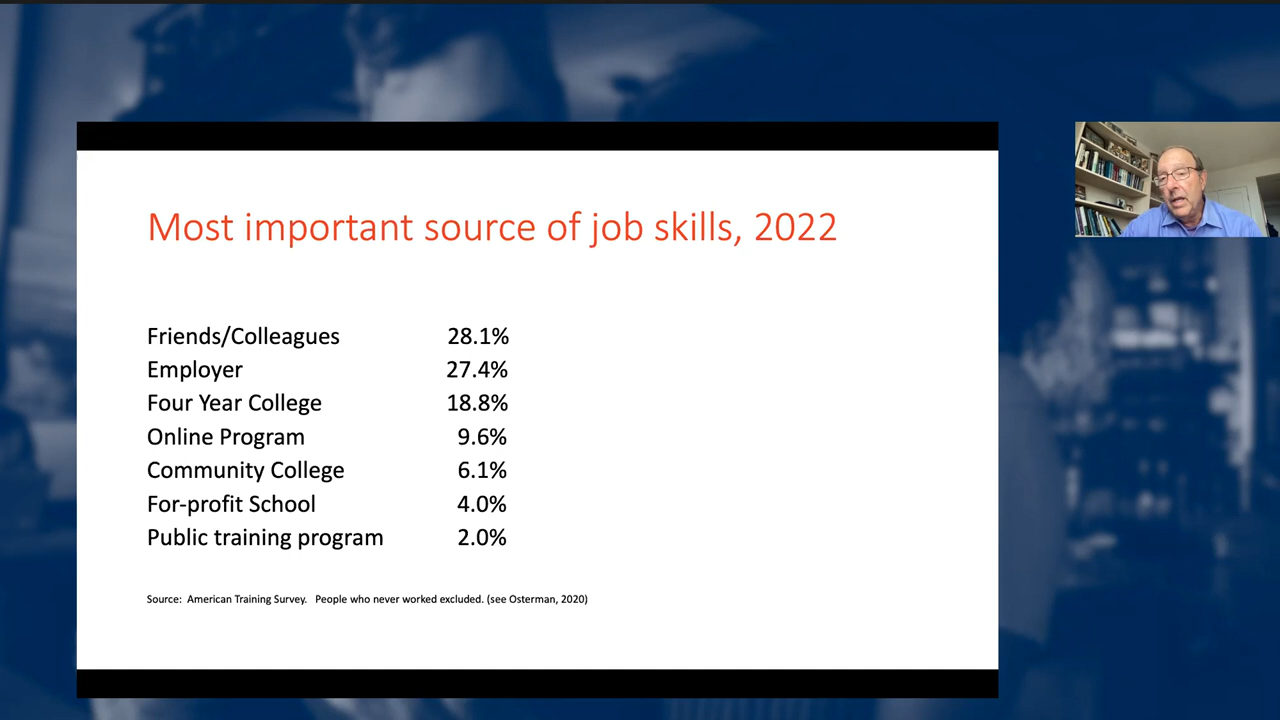 Most important source of job skills, 2022
Friends/Colleagues 28.1%
Employer 27.4%
Four Year College 18.8%
Online Program 9.6%
Community College 6.1%
For-profit School 4.0%
Public training program 2.0%
Source: American Training Survey. People who never worked excluded. (see Osterman, 2020)